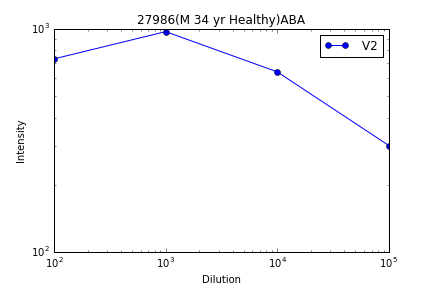 27986(M 34 yr Healthy)ABA
10³
V2
Intensity
10²
10² 10³ 10⁴ 10⁵
Dilution